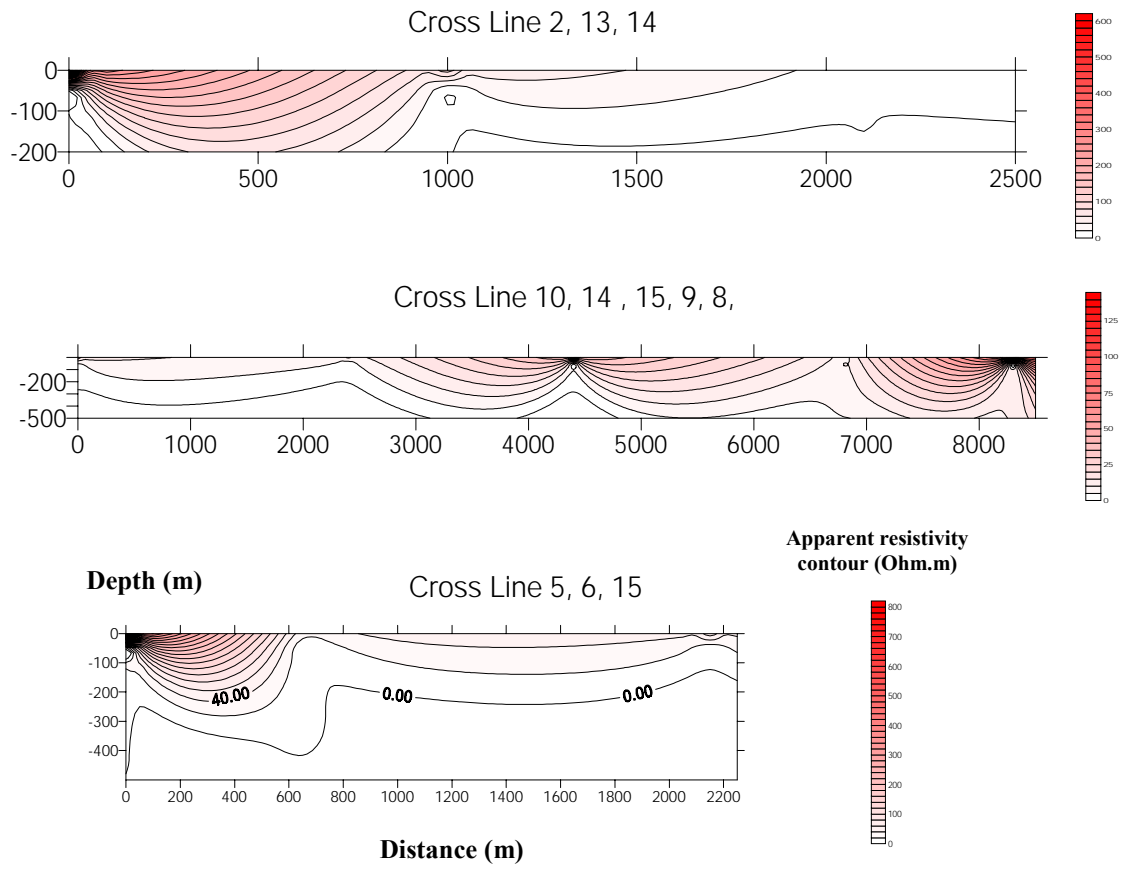 Cross Line 2, 13, 14
0
-100
-200
0 500 1000 1500 2000 2500
600
500
400
300
200
100
0
Cross Line 10, 14 , 15, 9, 8,
-200
-500
0 1000 2000 3000 4000 5000 6000 7000 8000
125
100
75
50
25
0
Apparent resistivity
contour (Ohm.m)
Depth (m)
Cross Line 5, 6, 15
0
-100
-200
-300
-400
40.00 0.00 0.00
0 200 400 600 800 1000 1200 1400 1600 1800 2000 2200
800
700
600
500
400
300
200
100
0
Distance (m)